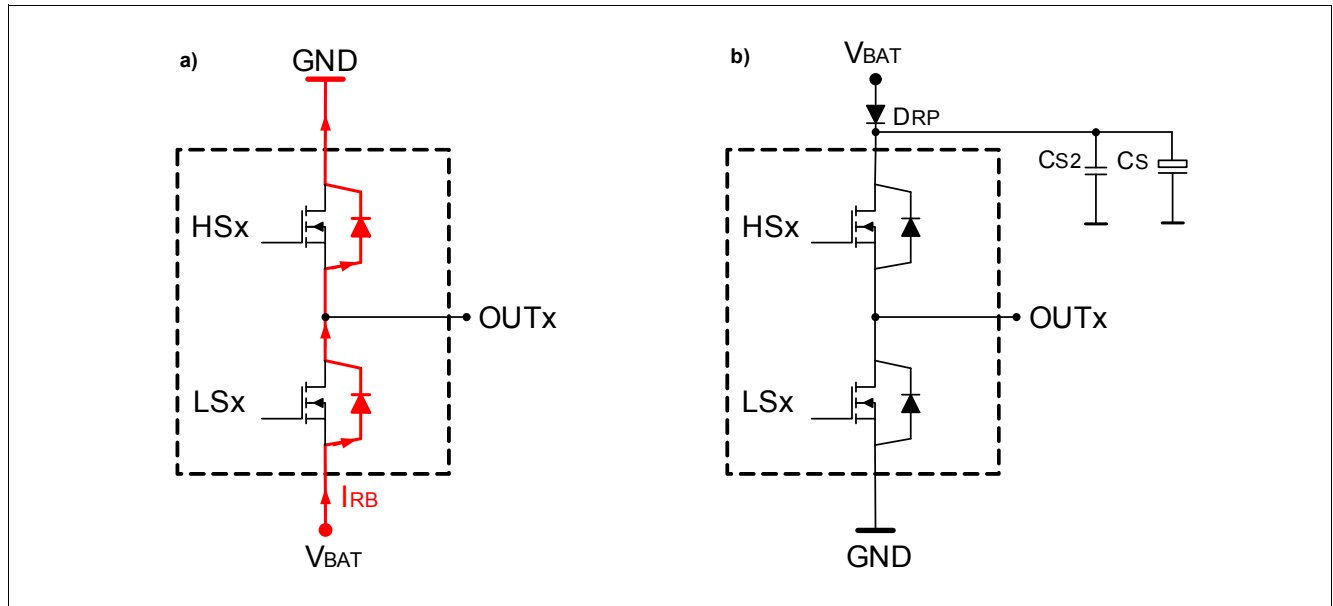 a)
GND
HSx
OUTx
LSx
IRB
VBAT
b)
VBAT
DRP
CS2
CS
HSx
OUTx
LSx
GND